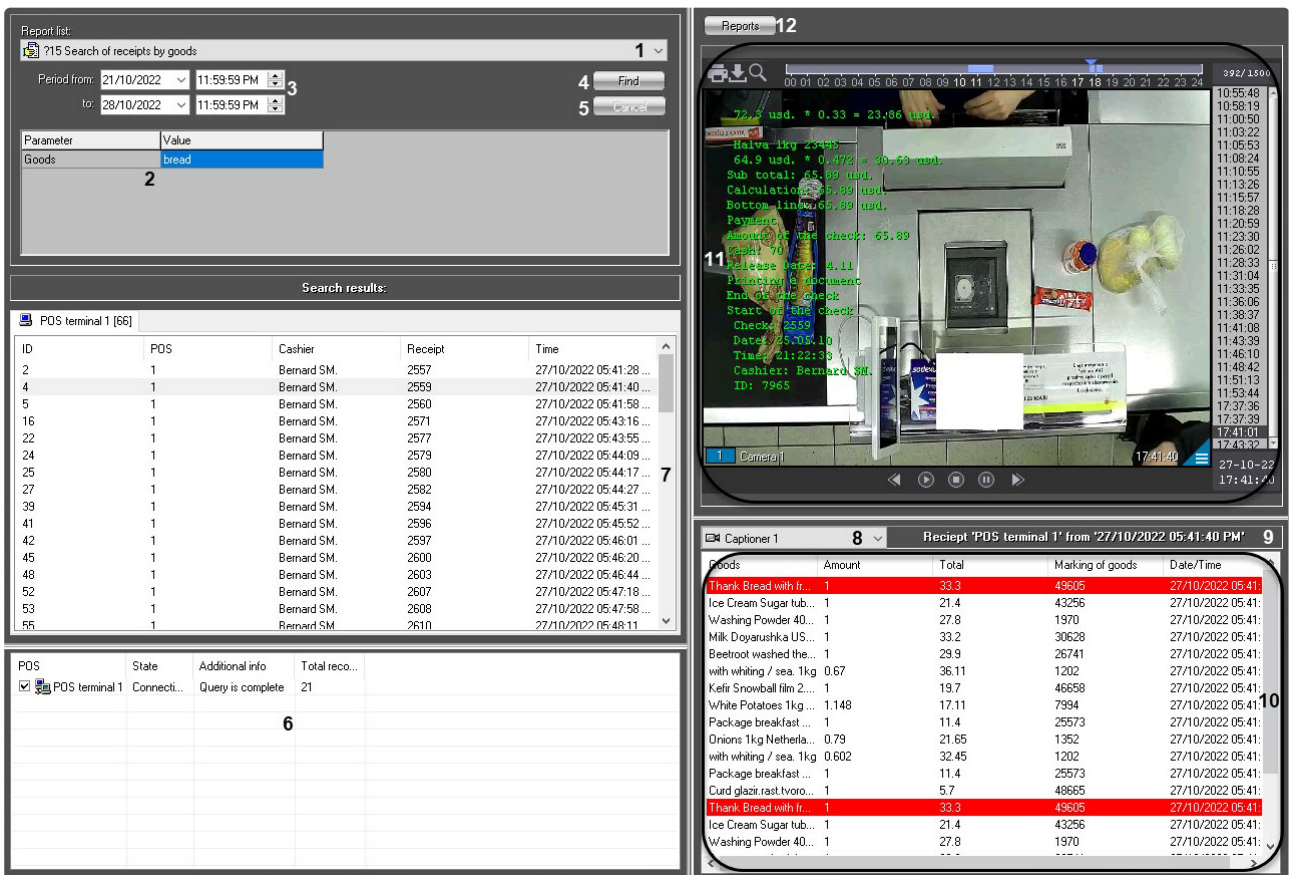 Report list:
?15 Search of receipts by goods 1
Period from: 21/10/2022 11:59:59 PM 3
to: 28/10/2022 11:59:59 PM
4 Find
5 Cancel
Parameter Value
Goods bread
2
Search results:
POS terminal 1 [66]
ID POS Cashier Receipt Time
2 1 Bernard SM. 2557 27/10/2022 05:41:28 ...
4 1 Bernard SM. 2559 27/10/2022 05:41:40 ...
5 1 Bernard SM. 2560 27/10/2022 05:41:58 ...
16 1 Bernard SM. 2571 27/10/2022 05:43:16 ...
22 1 Bernard SM. 2577 27/10/2022 05:43:55 ...
24 1 Bernard SM. 2579 27/10/2022 05:44:09 ...
25 1 Bernard SM. 2580 27/10/2022 05:44:17 ...
7
27 1 Bernard SM. 2582 27/10/2022 05:44:27 ...
39 1 Bernard SM. 2594 27/10/2022 05:45:31 ...
41 1 Bernard SM. 2596 27/10/2022 05:45:52 ...
42 1 Bernard SM. 2597 27/10/2022 05:46:01 ...
45 1 Bernard SM. 2600 27/10/2022 05:46:20 ...
48 1 Bernard SM. 2603 27/10/2022 05:46:44 ...
52 1 Bernard SM. 2607 27/10/2022 05:47:18 ...
53 1 Bernard SM. 2608 27/10/2022 05:47:58 ...
55 1 Bernard SM. 2610 27/10/2022 05:48:11
POS State Additional info Total reco...
POS terminal 1 Connecti... Query is complete 21
6
Reports 12
00 01 02 03 04 05 06 07 08 09 10 11 12 13 14 15 16 17 18 19 20 21 22 23 24
392/1500
10:55:48
10:58:19
11:00:50
11:03:22
11:05:53
11:08:24
11:10:55
11:13:26
11:15:57
11:18:28
11:20:59
11:23:30
11:26:02
11:28:33
11:31:04
11:33:35
11:36:06
11:38:37
11:41:08
11:43:39
11:46:10
11:48:42
11:51:13
11:53:44
17:37:36
17:37:39
17:41:01
17:43:32
27-10-22
17:41:40
72.3 usd. * 0.33 = 23.86 usd.
Halva 1kg 23446
64.9 usd. * 0.472 = 30.63 usd.
Sub total: 65.89 usd.
Calculation: 65.89 usd.
Bottom line: 65.89 usd.
Payment
Amount of the check: 65.89
Cash: 70
11
Release Date: 4.11
Printing a document
End of the check
Start of the check
Check: 2559
Date: 25.05.10
Time: 21:22:33
Cashier: Bernard SM.
ID: 7965
1 Camera 1 17:41:40
Captioner 1 8 Reciept 'POS terminal 1' from '27/10/2022 05:41:40 PM' 9
Goods Amount Total Marking of goods Date/Time
Thank Bread with fr... 1 33.3 49605 27/10/2022 05:41:
Ice Cream Sugar tub... 1 21.4 43256 27/10/2022 05:41:
Washing Powder 40... 1 27.8 1970 27/10/2022 05:41:
Milk Doyarushka US... 1 33.2 30628 27/10/2022 05:41:
Beetroot washed the... 1 29.9 26741 27/10/2022 05:41:
with whiting / sea. 1kg 0.67 36.11 1202 27/10/2022 05:41:
Kefir Snowball film 2.... 1 19.7 46658 27/10/2022 05:41:
White Potatoes 1kg ... 1.148 17.11 7994 27/10/2022 05:41:
10
Package breakfast ... 1 11.4 25573 27/10/2022 05:41:
Onions 1kg Netherla... 0.79 21.65 1352 27/10/2022 05:41:
with whiting / sea. 1kg 0.602 32.45 1202 27/10/2022 05:41:
Package breakfast ... 1 11.4 25573 27/10/2022 05:41:
Curd glazir.rast.tvoro... 1 5.7 48665 27/10/2022 05:41:
Thank Bread with fr... 1 33.3 49605 27/10/2022 05:41:
Ice Cream Sugar tub... 1 21.4 43256 27/10/2022 05:41:
Washing Powder 40... 1 27.8 1970 27/10/2022 05:41: